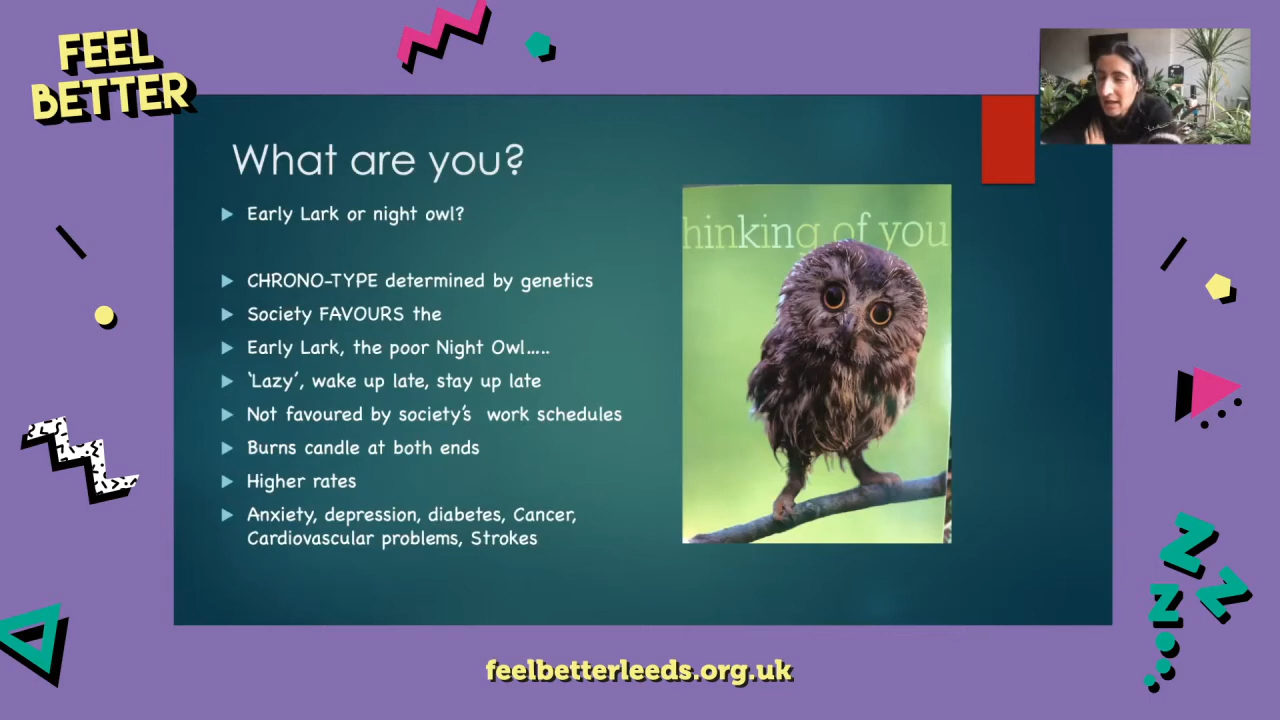 FEEL
BETTER
What are you?
Early Lark or night owl?
CHRONO-TYPE determined by genetics
Society FAVOURS the
Early Lark, the poor Night Owl.....
‘Lazy’, wake up late, stay up late
Not favoured by society’s work schedules
Burns candle at both ends
Higher rates
Anxiety, depression, diabetes, Cancer,
Cardiovascular problems, Strokes
hinking of you
Z
Z
Z
feelbetterleeds.org.uk